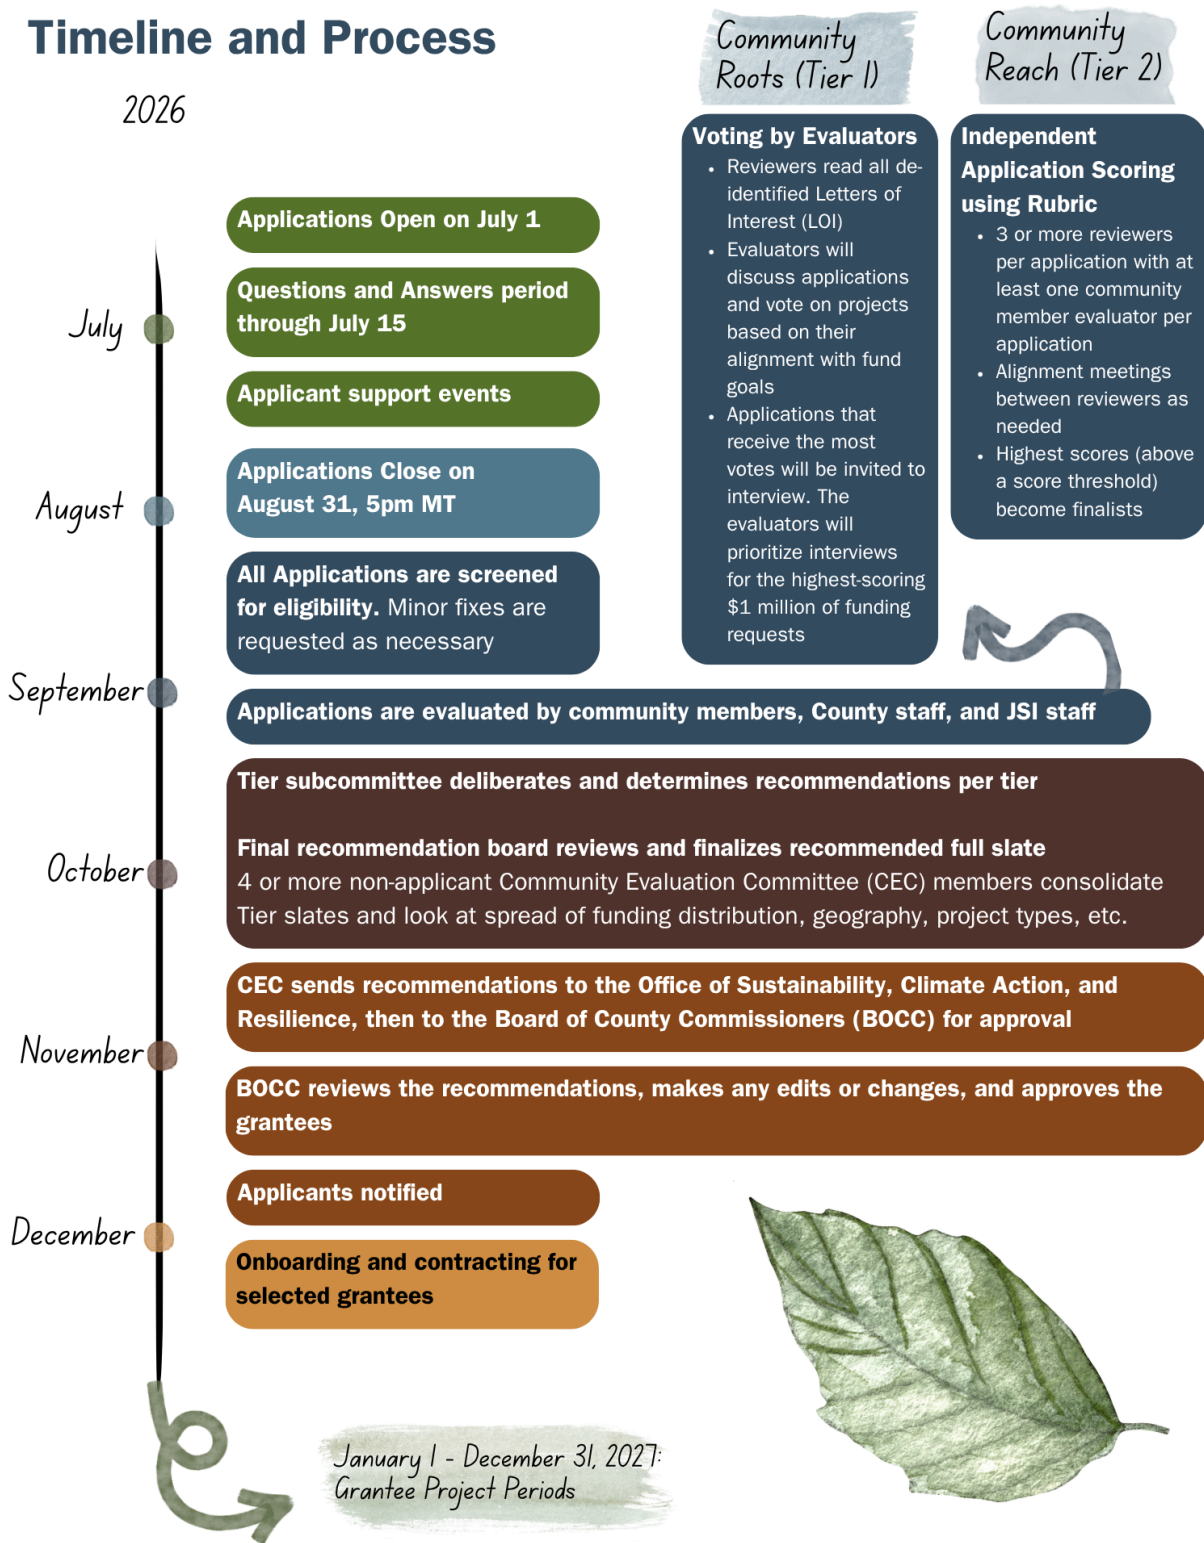 Timeline and Process
2026
Community
Roots (Tier 1)
Community
Reach (Tier 2)
Voting by Evaluators
• Reviewers read all de-
identified Letters of
Interest (LOI)
• Evaluators will
discuss applications
and vote on projects
based on their
alignment with fund
goals
• Applications that
receive the most
votes will be invited to
interview. The
evaluators will
prioritize interviews
for the highest-scoring
$1 million of funding
requests
Independent
Application Scoring
using Rubric
• 3 or more reviewers
per application with at
least one community
member evaluator per
application
• Alignment meetings
between reviewers as
needed
• Highest scores (above
a score threshold)
become finalists
July
Applications Open on July 1
Questions and Answers period
through July 15
Applicant support events
August
Applications Close on
August 31, 5pm MT
All Applications are screened
for eligibility. Minor fixes are
requested as necessary
September
Applications are evaluated by community members, County staff, and JSI staff
Tier subcommittee deliberates and determines recommendations per tier
October
Final recommendation board reviews and finalizes recommended full slate
4 or more non-applicant Community Evaluation Committee (CEC) members consolidate
Tier slates and look at spread of funding distribution, geography, project types, etc.
CEC sends recommendations to the Office of Sustainability, Climate Action, and
Resilience, then to the Board of County Commissioners (BOCC) for approval
November
BOCC reviews the recommendations, makes any edits or changes, and approves the
grantees
Applicants notified
December
Onboarding and contracting for
selected grantees
January 1 - December 31, 2027:
Grantee Project Periods